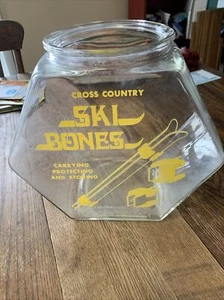 CROSS COUNTRY
SKI
BONES
CARRYING
PROTECTING
AND STORING